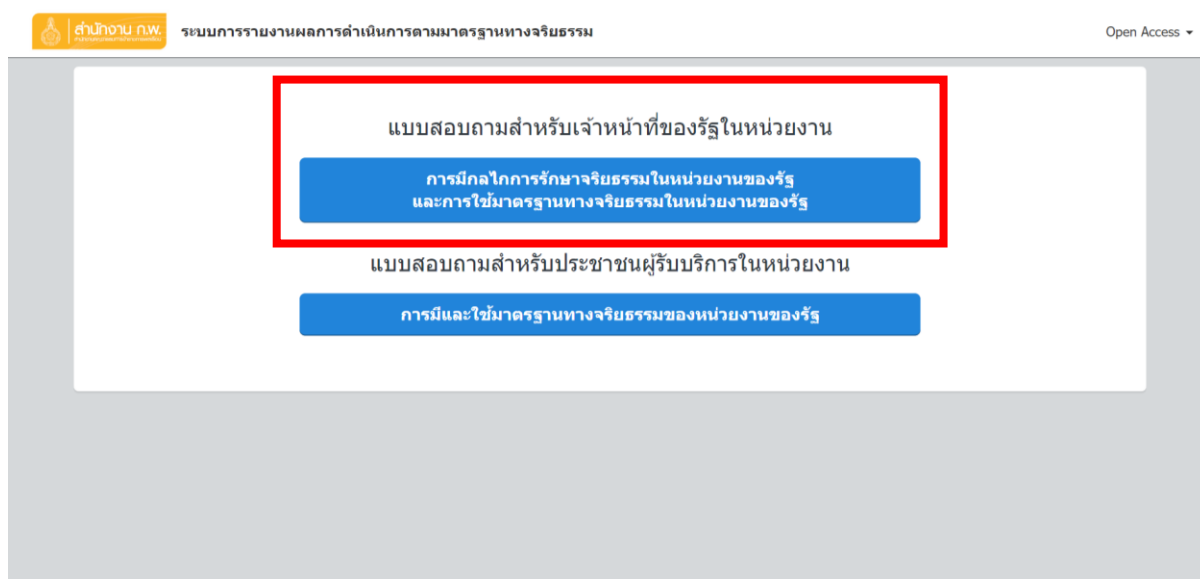 สำนักงาน ก.พ.
ระบบการรายงานผลการดำเนินการตามมาตรฐานทางจริยธรรม
Open Access
แบบสอบถามสำหรับเจ้าหน้าที่ของรัฐในหน่วยงาน
การมีกลไกการรักษาจริยธรรมในหน่วยงานของรัฐ
และการใช้มาตรฐานทางจริยธรรมในหน่วยงานของรัฐ
แบบสอบถามสำหรับประชาชนผู้รับบริการในหน่วยงาน
การมีและใช้มาตรฐานทางจริยธรรมของหน่วยงานของรัฐ